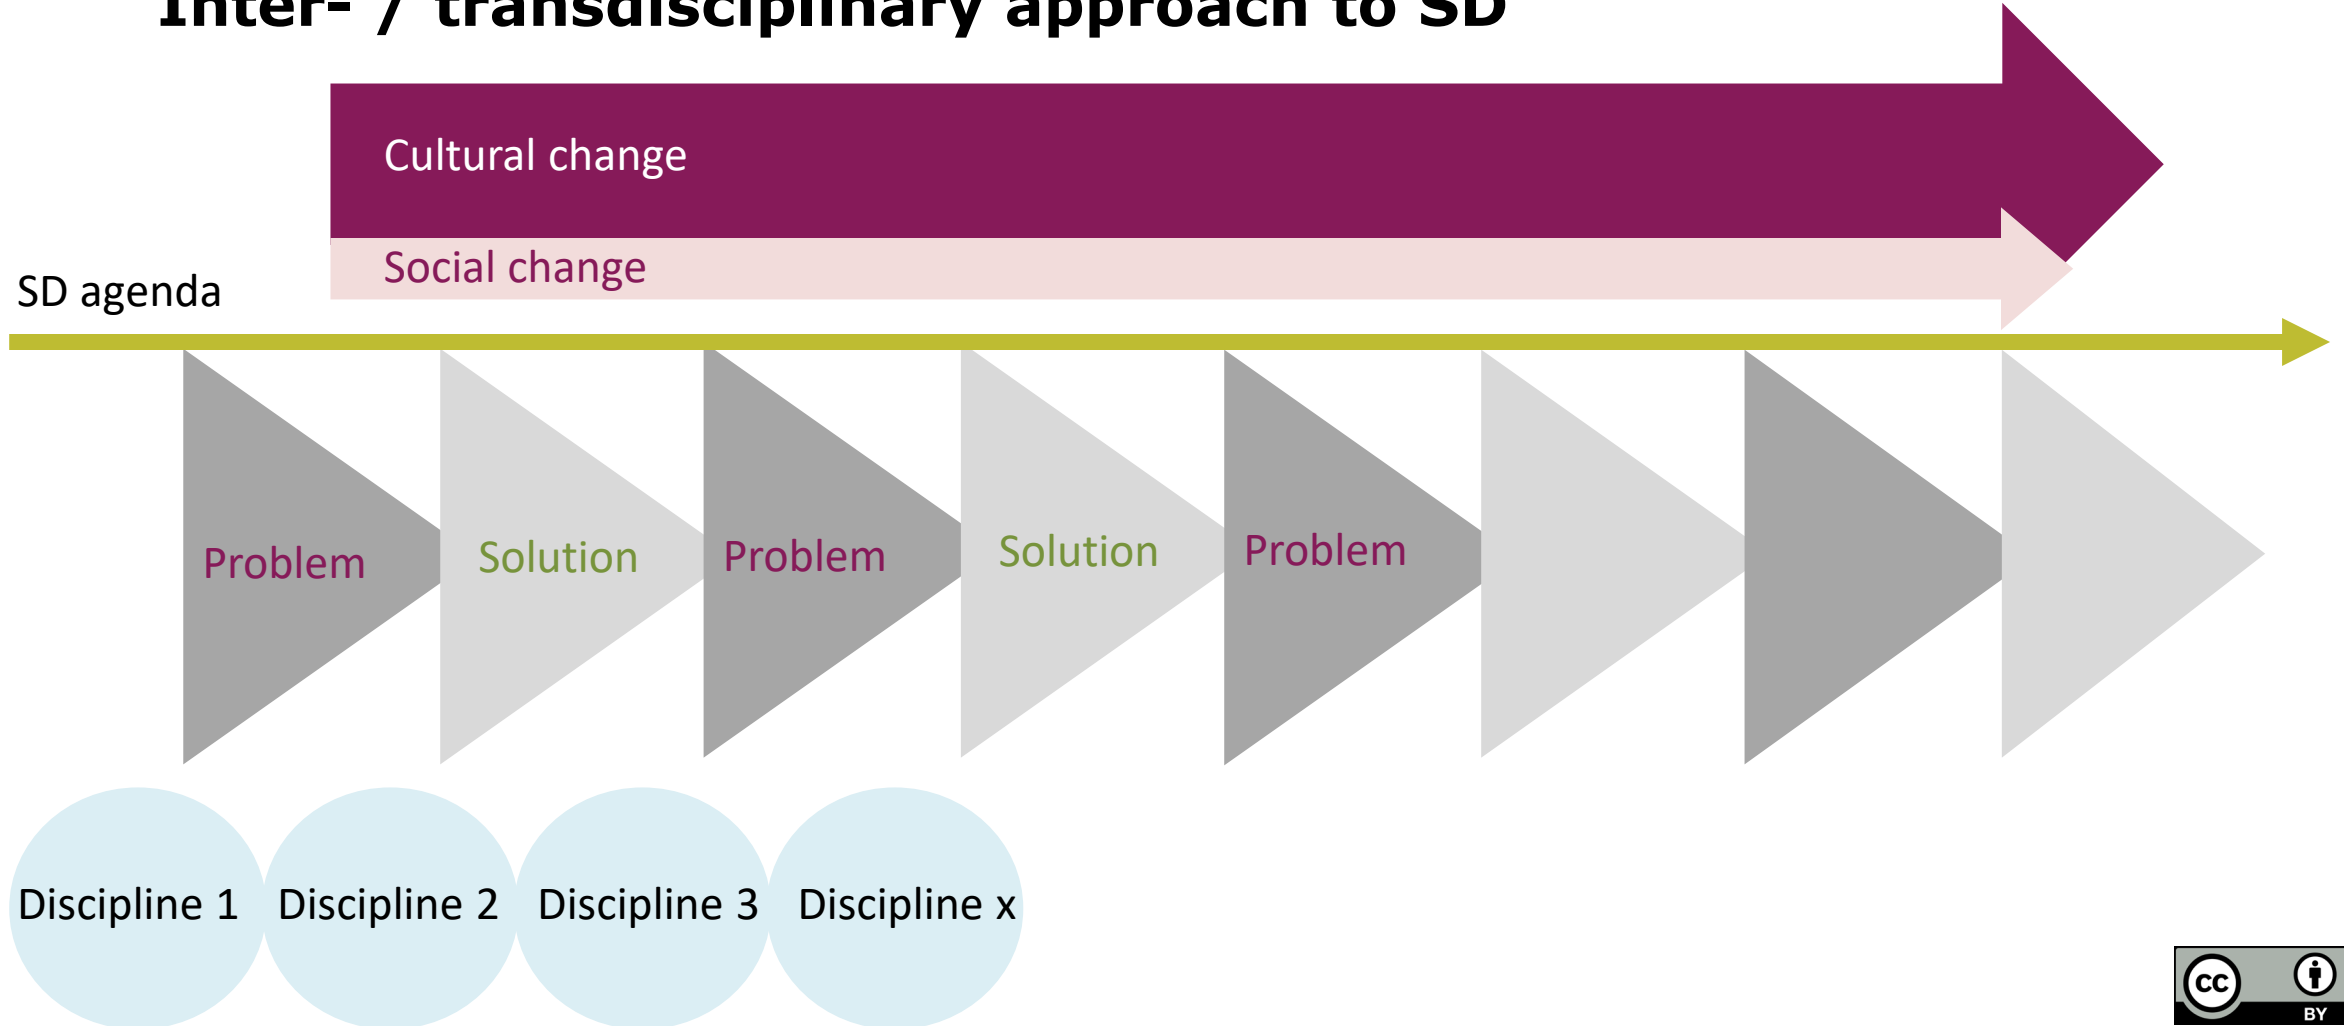 Inter- / transdisciplinary approach to SD
Cultural change
Social change
SD agenda
Problem
Solution
Problem
Solution
Problem
Discipline 1
Discipline 2
Discipline 3
Discipline x
cc
BY